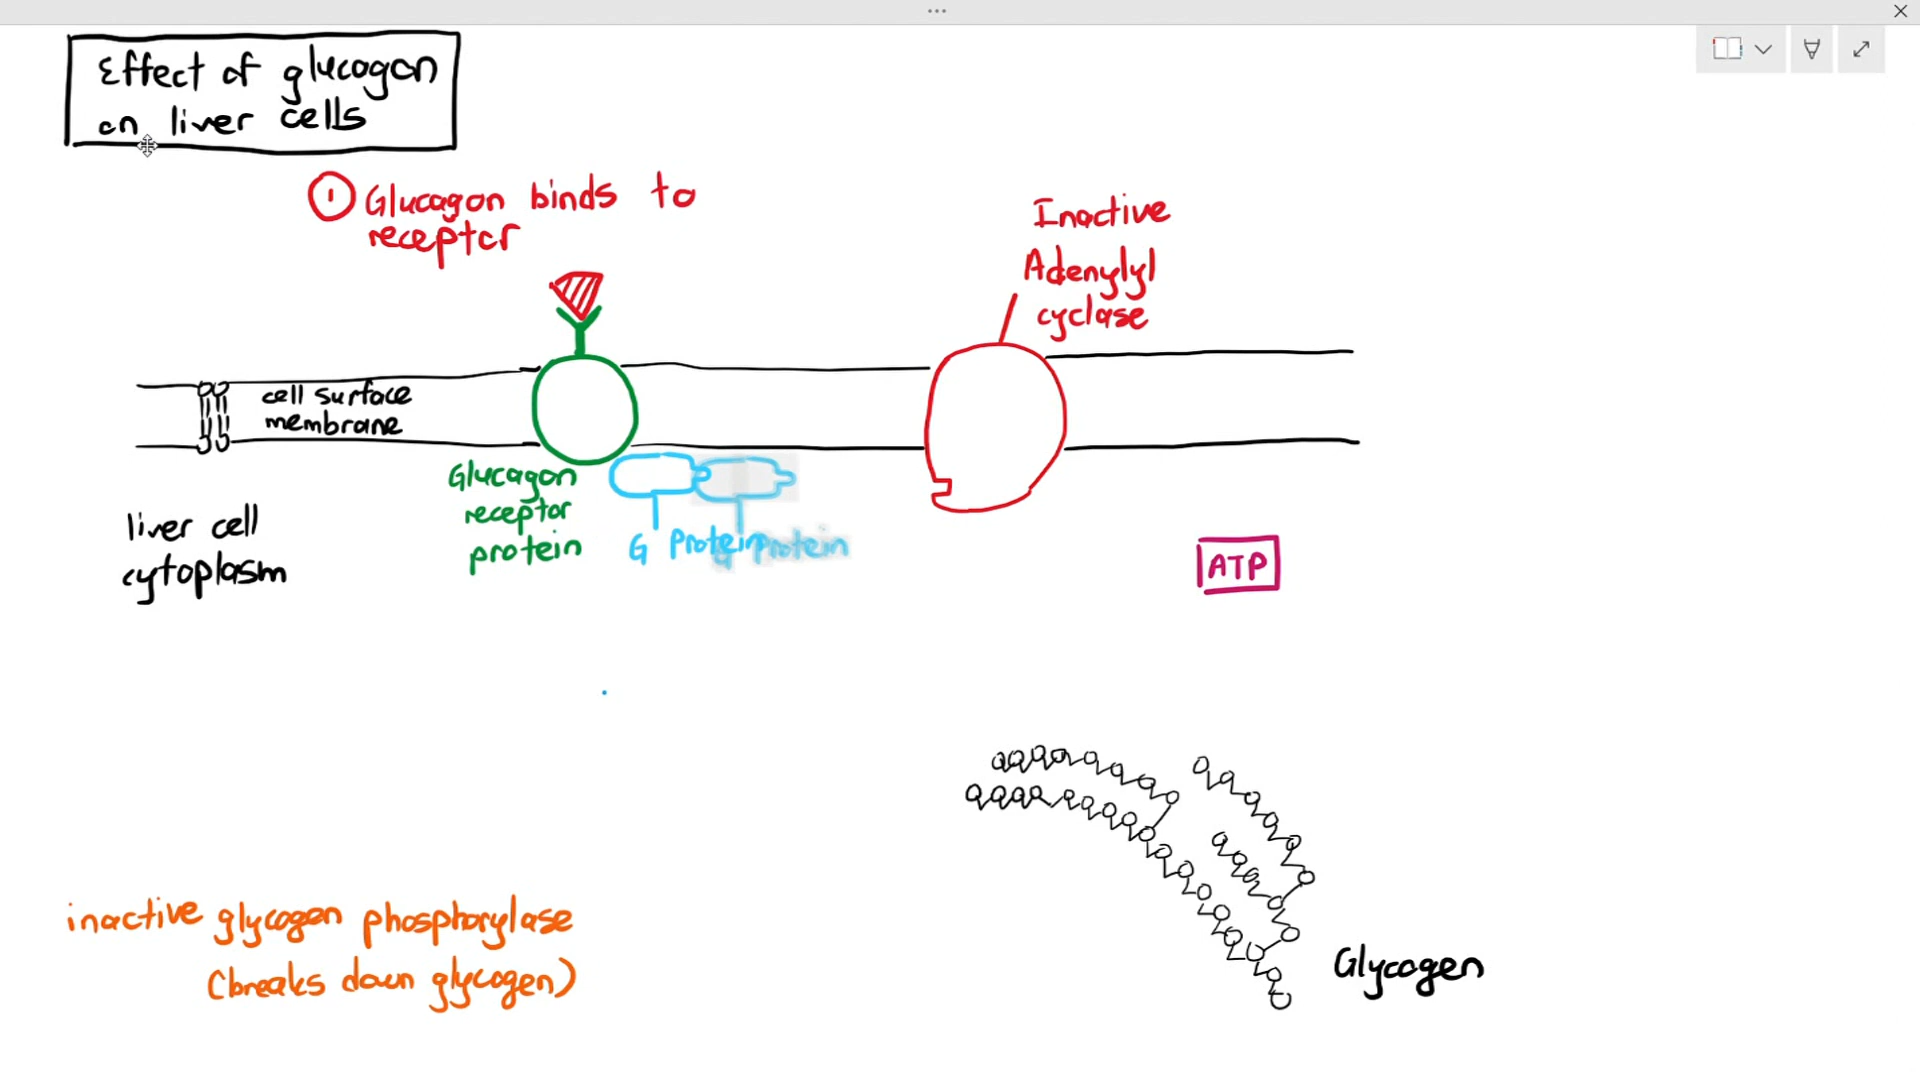 Effect of glucagon
on liver cells
1 Glucagon binds to
receptor
Inactive
Adenylyl
cyclase
cell surface
membrane
Glucagon
receptor
protein
G Protein
G Protein
liver cell
cytoplasm
ATP
inactive glycogen phosphorylase
(breaks down glycogen)
Glycogen